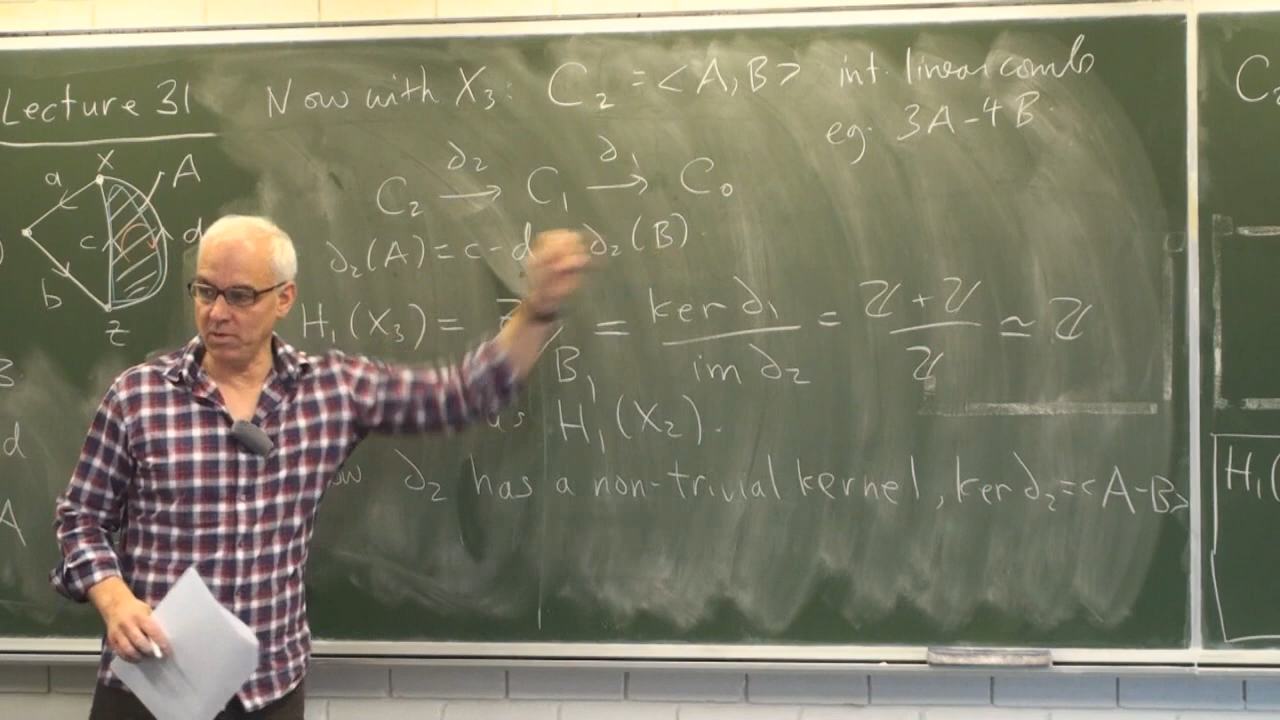 Lecture 31
Now with X₃: C₂ = <A,B> int. linear comb
eg. 3A-4B
x
a
A
c
d
b
z
C₂ ∂₂→ C₁ ∂₁→ C₀
∂₂(A) = c-d ∂₂(B)
H₁(X₃) = / B₁ = ker ∂₁ / im ∂₂ = ℤ+ℤ / ℤ ≃ ℤ
as H₁(X₂).
∂₂ has a non-trivial kernel, ker ∂₂=<A-B>
d
A
H₁(